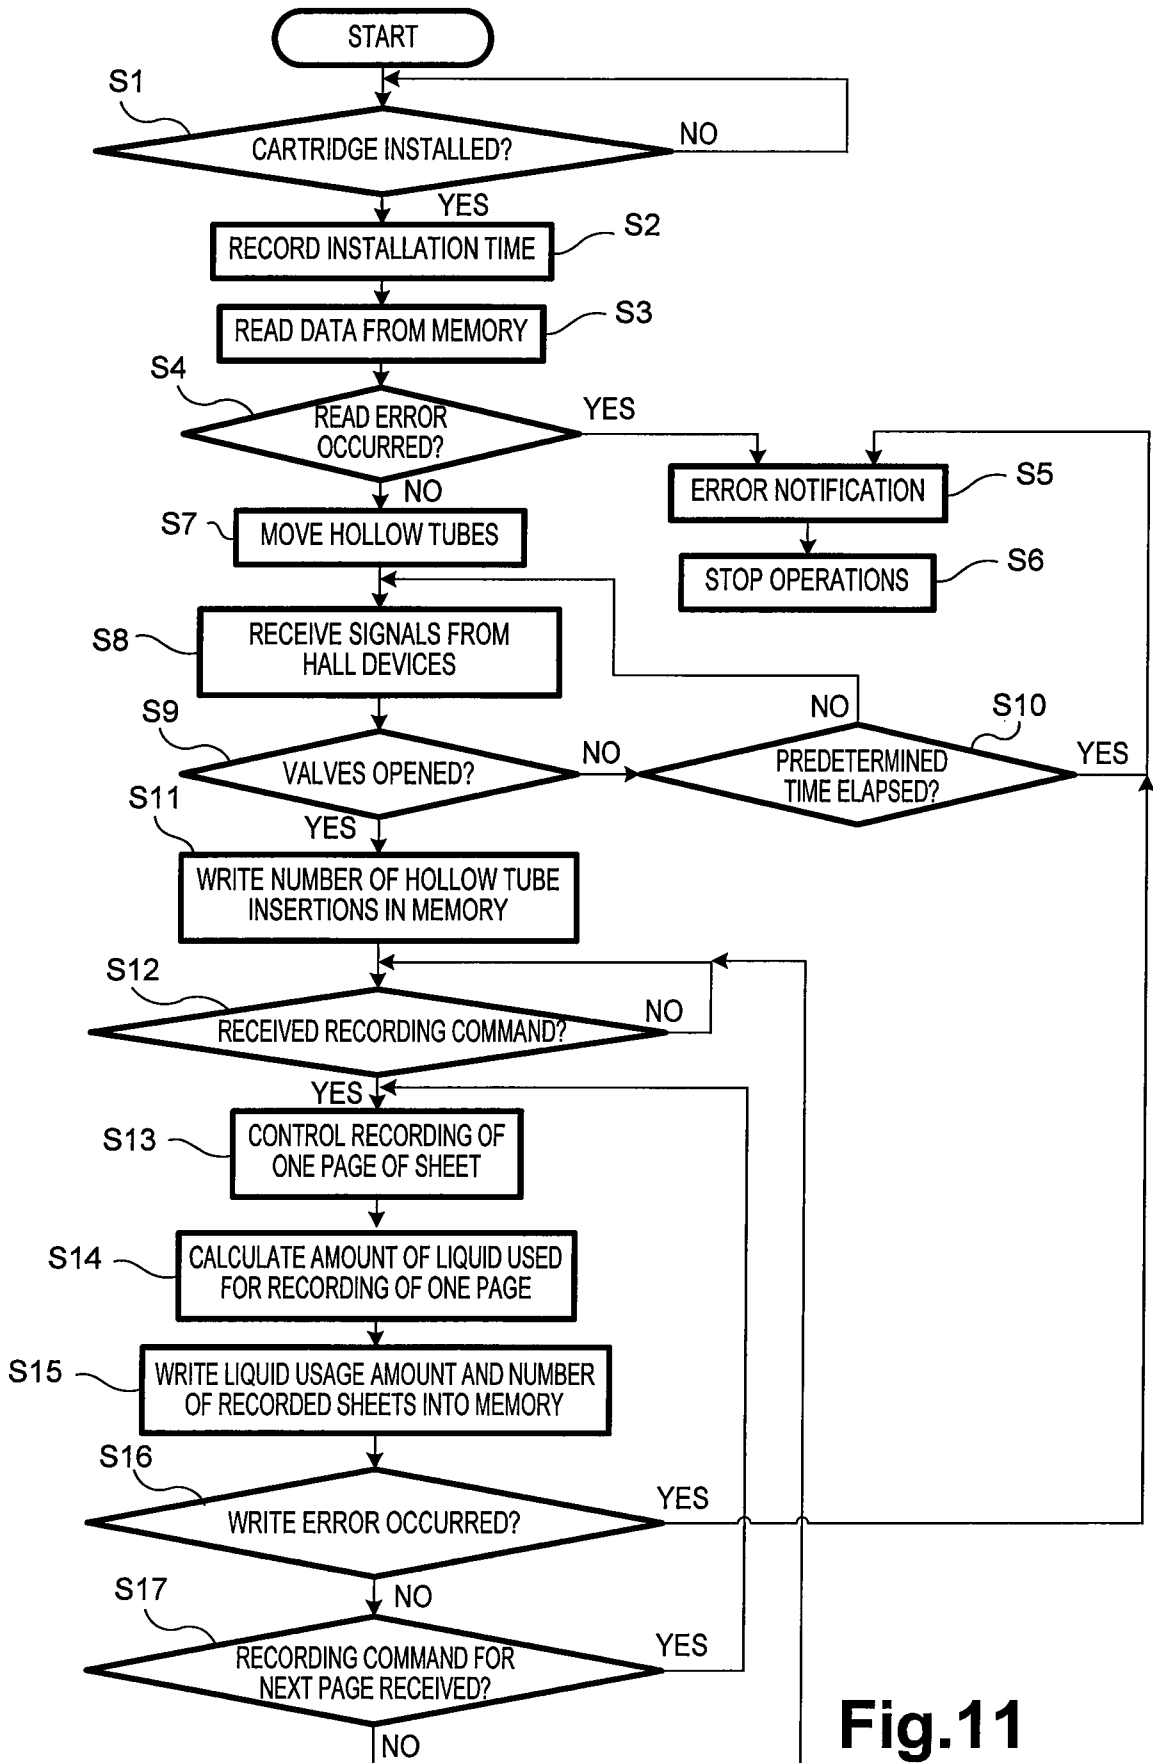 START
S1
CARTRIDGE INSTALLED?
NO
YES
RECORD INSTALLATION TIME
S2
READ DATA FROM MEMORY
S3
S4
READ ERROR
OCCURRED?
YES
NO
ERROR NOTIFICATION
S5
STOP OPERATIONS
S6
S7
MOVE HOLLOW TUBES
S8
RECEIVE SIGNALS FROM
HALL DEVICES
S9
VALVES OPENED?
NO
YES
NO
S10
PREDETERMINED
TIME ELAPSED?
YES
S11
WRITE NUMBER OF HOLLOW TUBE
INSERTIONS IN MEMORY
S12
RECEIVED RECORDING COMMAND?
NO
YES
S13
CONTROL RECORDING OF
ONE PAGE OF SHEET
S14
CALCULATE AMOUNT OF LIQUID USED
FOR RECORDING OF ONE PAGE
S15
WRITE LIQUID USAGE AMOUNT AND NUMBER
OF RECORDED SHEETS INTO MEMORY
S16
WRITE ERROR OCCURRED?
YES
NO
S17
RECORDING COMMAND FOR
NEXT PAGE RECEIVED?
YES
NO
Fig.11